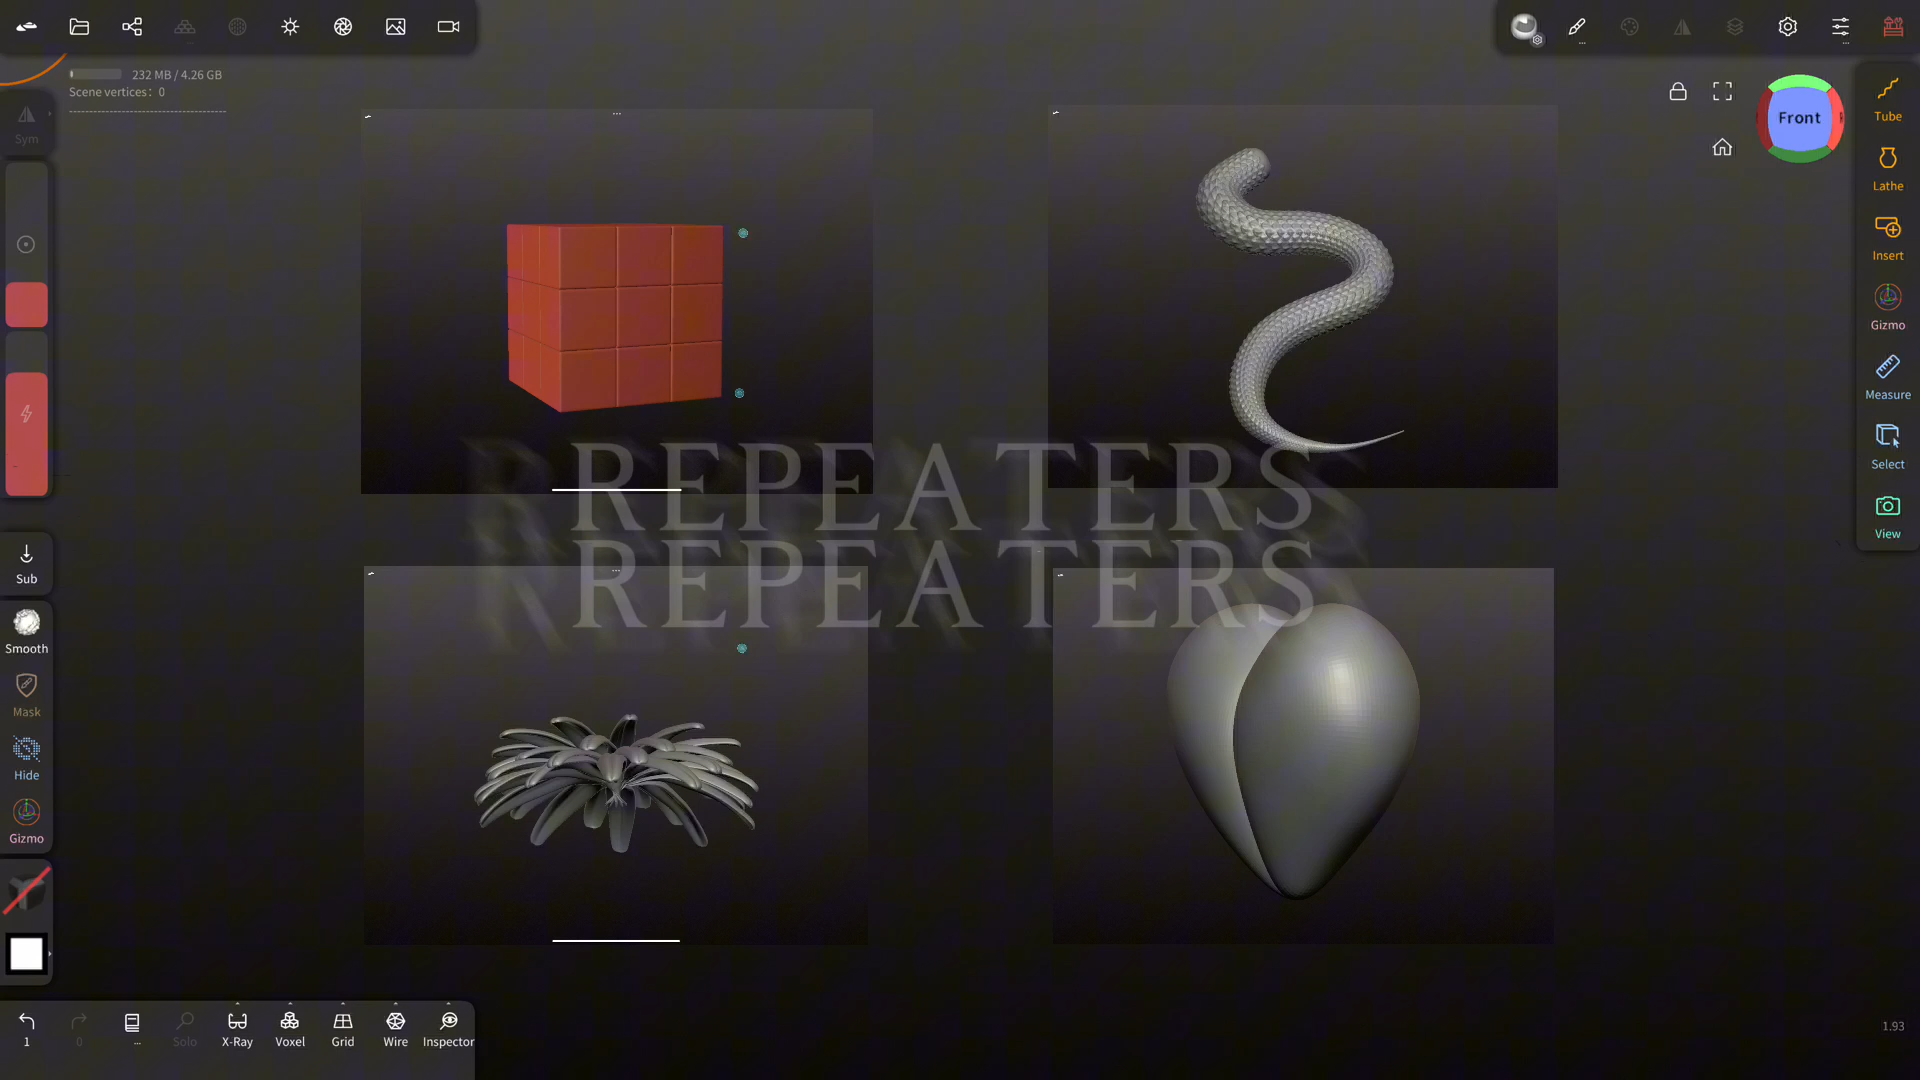 232 MB / 4.26 GB
Scene vertices: 0
Sym
Front
Tube
Lathe
Insert
Gizmo
Measure
Select
View
REPEATERS
REPEATERS
Sub
Smooth
Mask
Hide
Gizmo
1
0
...
Solo
X-Ray
Voxel
Grid
Wire
Inspector
1.93